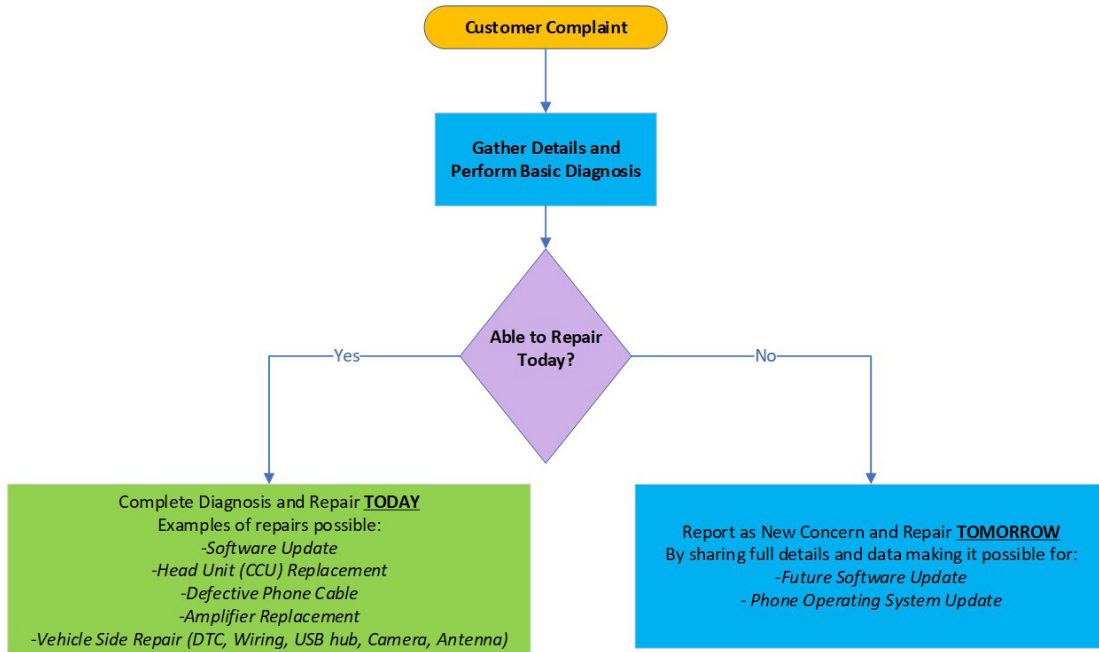 Customer Complaint
Gather Details and
Perform Basic Diagnosis
Able to Repair
Today?
Yes
No
Complete Diagnosis and Repair TODAY
Examples of repairs possible:
-Software Update
-Head Unit (CCU) Replacement
-Defective Phone Cable
-Amplifier Replacement
-Vehicle Side Repair (DTC, Wiring, USB hub, Camera, Antenna)
Report as New Concern and Repair TOMORROW
By sharing full details and data making it possible for:
-Future Software Update
- Phone Operating System Update